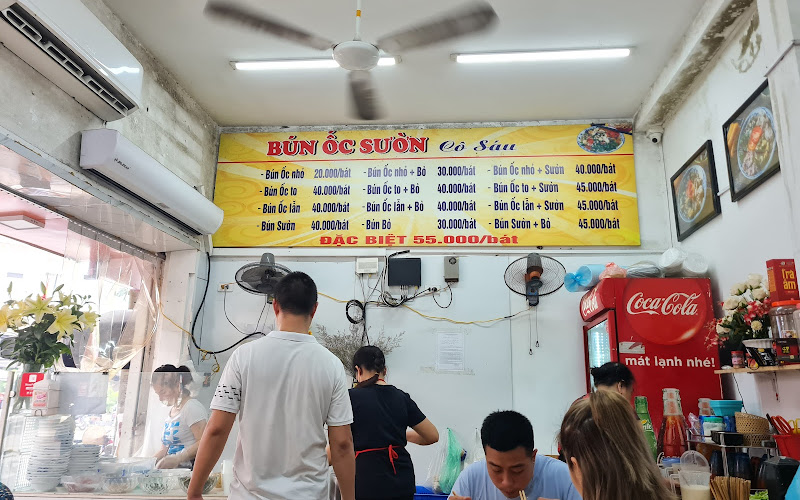 BÚN ỐC SƯỜN Cô Sáu
- Bún Ốc nhỏ 20.000/bát
- Bún Ốc to 40.000/bát
- Bún Ốc lẫn 40.000/bát
- Bún Sườn 40.000/bát
- Bún Ốc nhỏ + Bò 30.000/bát
- Bún Ốc to + Bò 40.000/bát
- Bún Ốc lẫn + Bò 40.000/bát
- Bún Bò 30.000/bát
- Bún Ốc nhỏ + Sườn 40.000/bát
- Bún Ốc to + Sườn 45.000/bát
- Bún Ốc lẫn + Sườn 45.000/bát
- Bún Sườn + Bò 45.000/bát
ĐẶC BIỆT 55.000/bát
Coca-Cola
mát lạnh nhé!